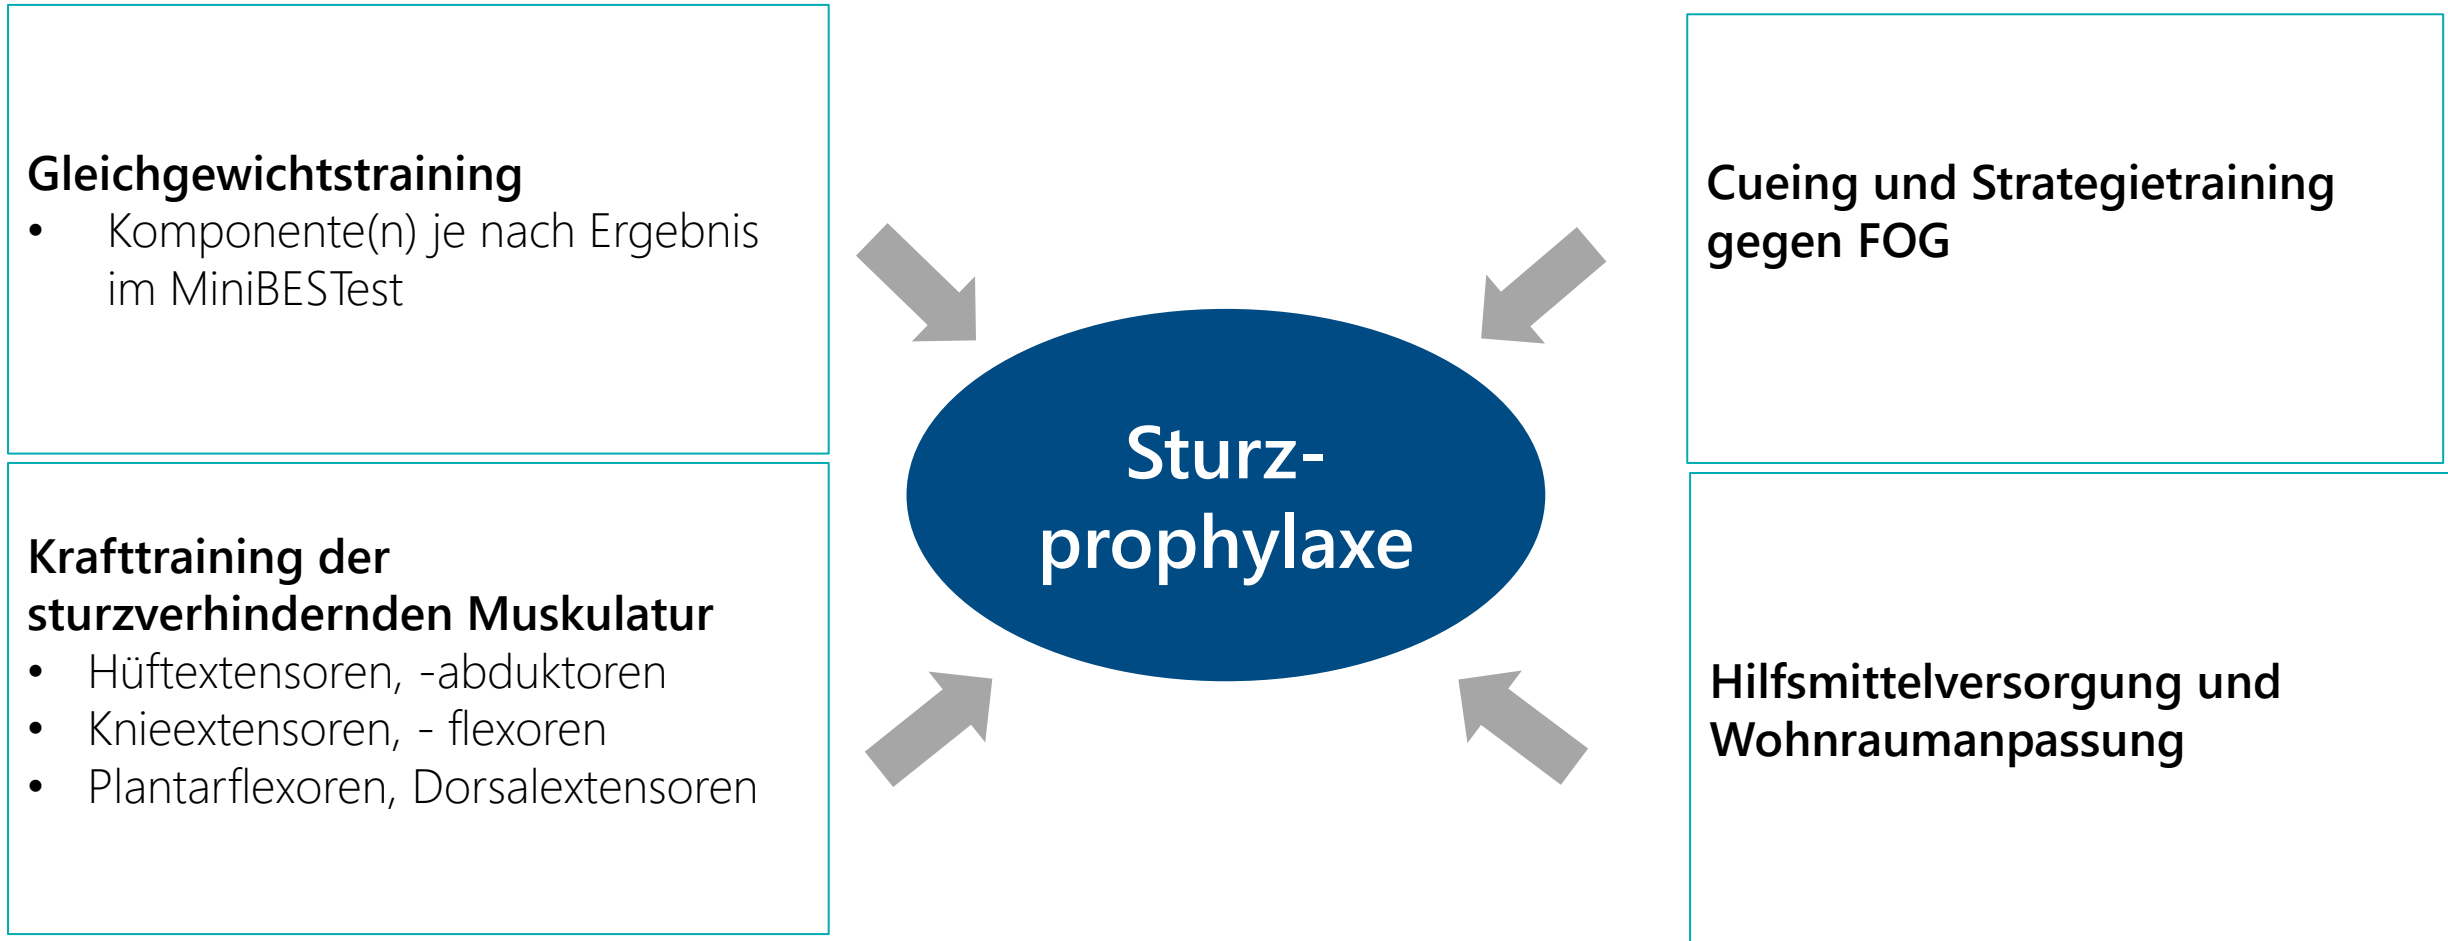 Gleichgewichtstraining
• Komponente(n) je nach Ergebnis
im MiniBESTest
Krafttraining der
sturzverhindernden Muskulatur
• Hüftextensoren, -abduktoren
• Knieextensoren, - flexoren
• Plantarflexoren, Dorsalextensoren
Sturz-
prophylaxe
Cueing und Strategietraining
gegen FOG
Hilfsmittelversorgung und
Wohnraumanpassung